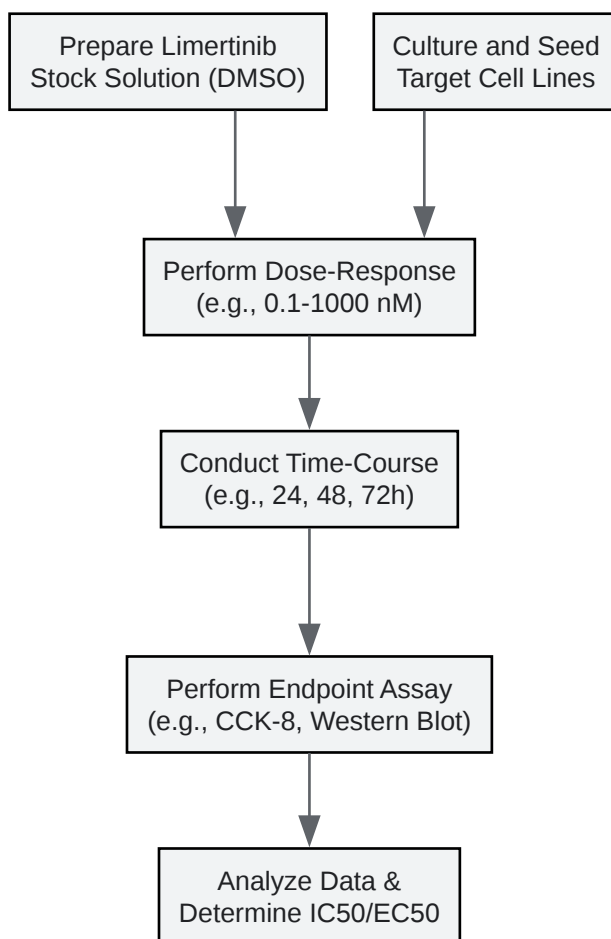 Prepare Limertinib
Stock Solution (DMSO)
Culture and Seed
Target Cell Lines
Perform Dose-Response
(e.g., 0.1-1000 nM)
Conduct Time-Course
(e.g., 24, 48, 72h)
Perform Endpoint Assay
(e.g., CCK-8, Western Blot)
Analyze Data &
Determine IC50/EC50